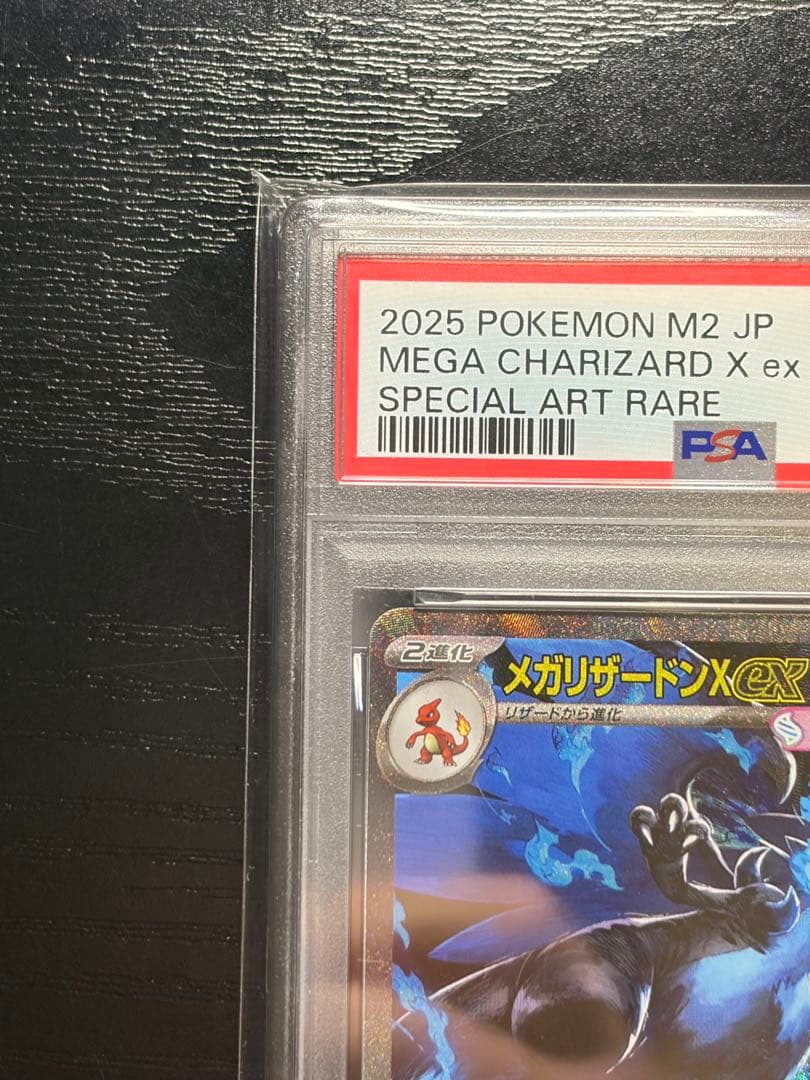 2025 POKEMON M2 JP
MEGA CHARIZARD X ex
SPECIAL ART RARE
PSA
2進化
メガリザードンXex
リザードから進化